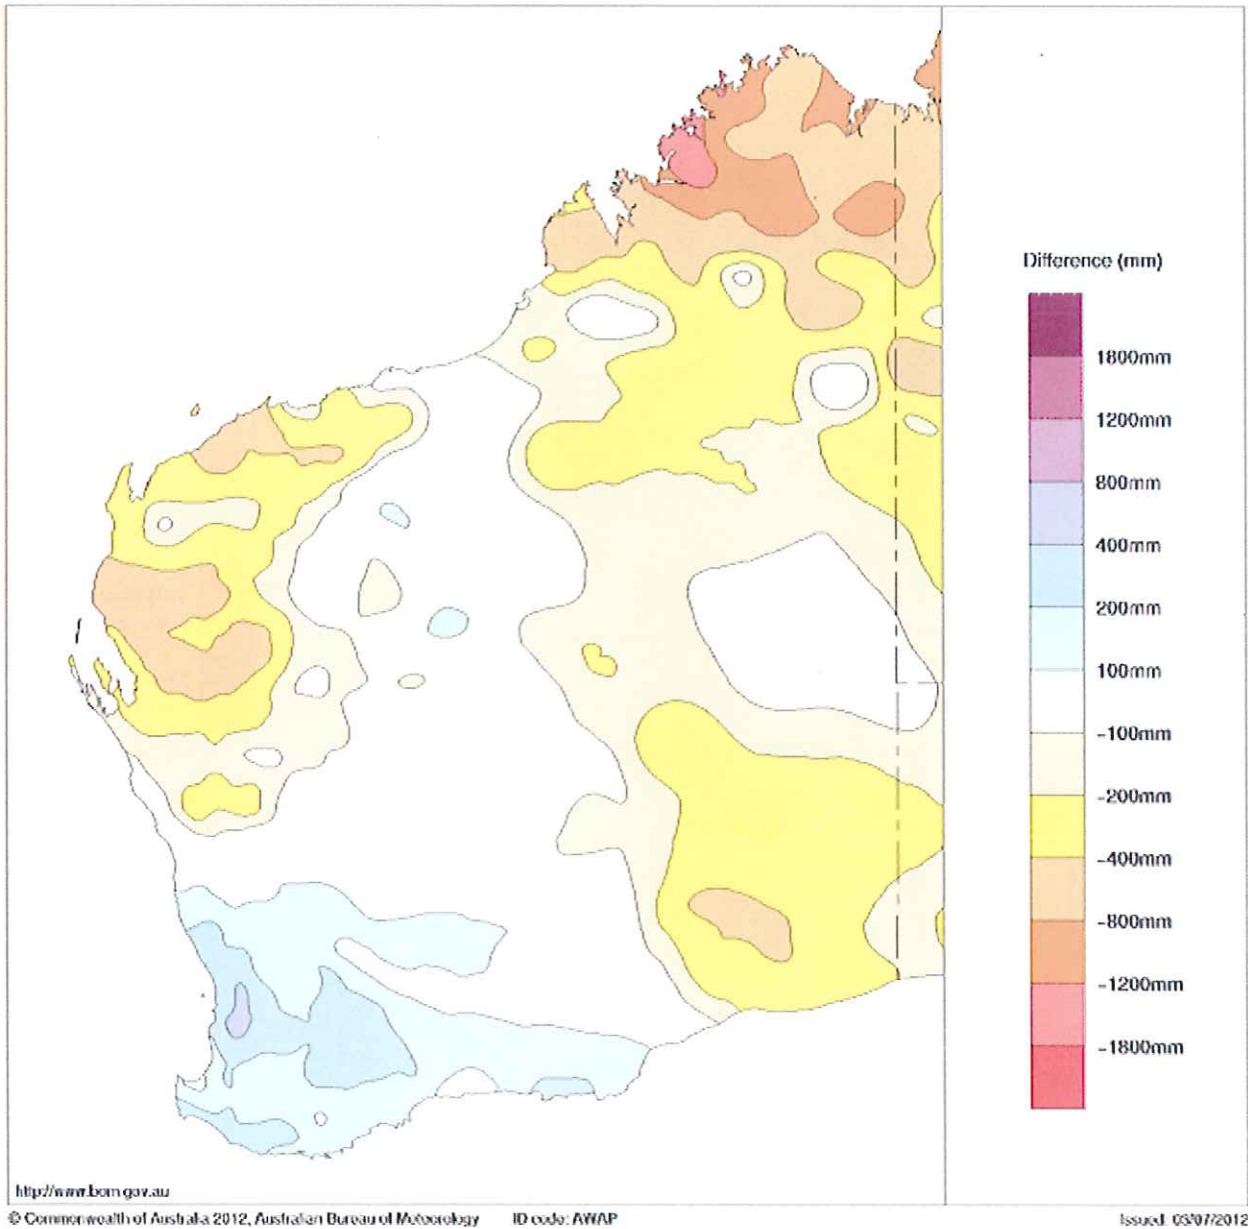 Difference (mm)
1800mm
1200mm
800mm
400mm
200mm
100mm
-100mm
-200mm
-400mm
-800mm
-1200mm
-1800mm
http://www.bom.gov.au
© Commonwealth of Australia 2012, Australian Bureau of Meteorology ID code: AWAP Issued: 03/07/2012